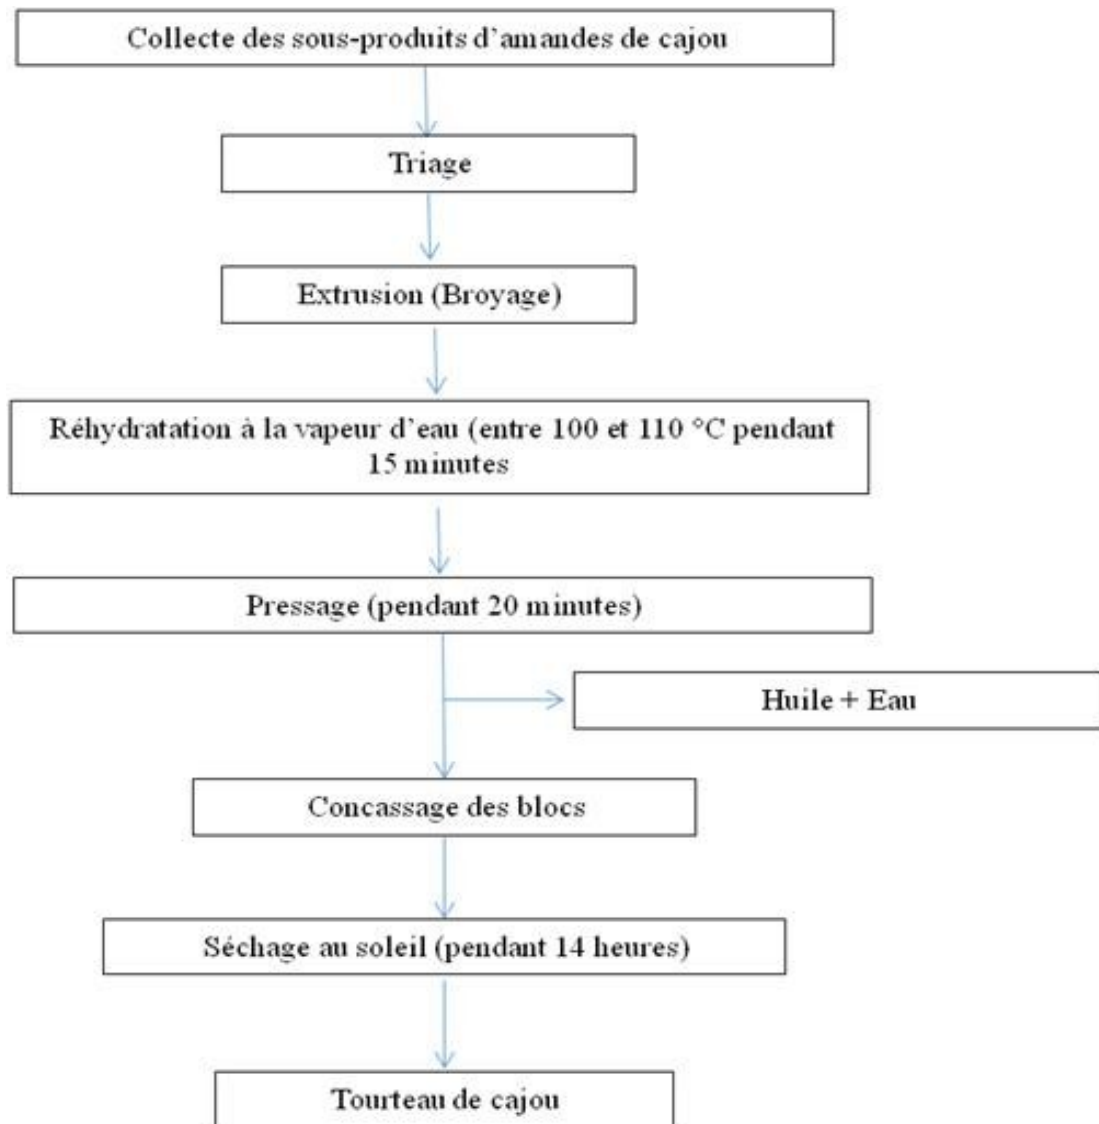 Collecte des sous-produits d'amandes de cajou
Triage
Extrusion (Broyage)
Réhydratation à la vapeur d'eau (entre 100 et 110 °C pendant
15 minutes
Pressage (pendant 20 minutes)
Huile + Eau
Concassage des blocs
Séchage au soleil (pendant 14 heures)
Tourteau de cajou